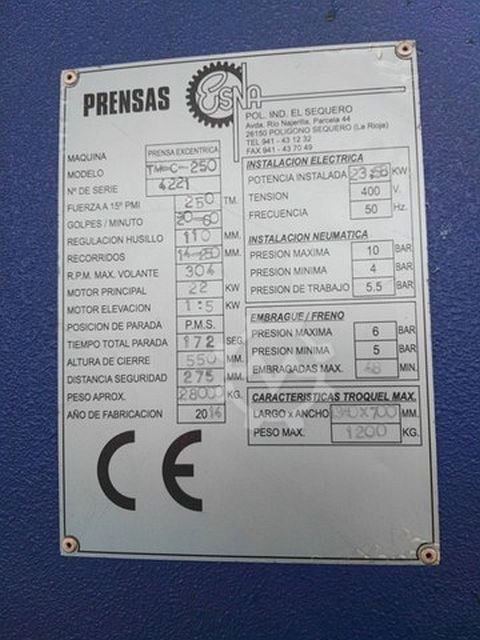 PRENSAS
ESNA
POL. IND. EL SEQUERO
Avda. Río Najerilla, Parcela 44
26150 POLIGONO SEQUERO (La Rioja)
TEL 941 - 43 12 32
FAX 941 - 43 70 49
MAQUINA PRENSA EXCENTRICA
MODELO TM-C-250
Nº DE SERIE 4221
FUERZA A 15º PMI 250 TM.
GOLPES / MINUTO 20-60
REGULACION HUSILLO 110 MM.
RECORRIDOS 14-250 MM.
R.P.M. MAX. VOLANTE 304
MOTOR PRINCIPAL 22 KW
MOTOR ELEVACION 1:5 KW
POSICION DE PARADA P.M.S.
TIEMPO TOTAL PARADA 172 SEG.
ALTURA DE CIERRE 550 MM.
DISTANCIA SEGURIDAD 275 MM.
PESO APROX. 28000 KG.
AÑO DE FABRICACION 2014
INSTALACION ELECTRICA
POTENCIA INSTALADA KW
TENSION 400 V.
FRECUENCIA 50 Hz.
INSTALACION NEUMATICA
PRESION MAXIMA 10 BAR
PRESION MINIMA 4 BAR
PRESION DE TRABAJO 5.5 BAR
EMBRAGUE / FRENO
PRESION MAXIMA 6 BAR
PRESION MINIMA 5 BAR
EMBRAGADAS MAX. 48 MIN.
CARACTERISTICAS TROQUEL MAX.
LARGO x ANCHO MM.
PESO MAX. 1200 KG.
CE